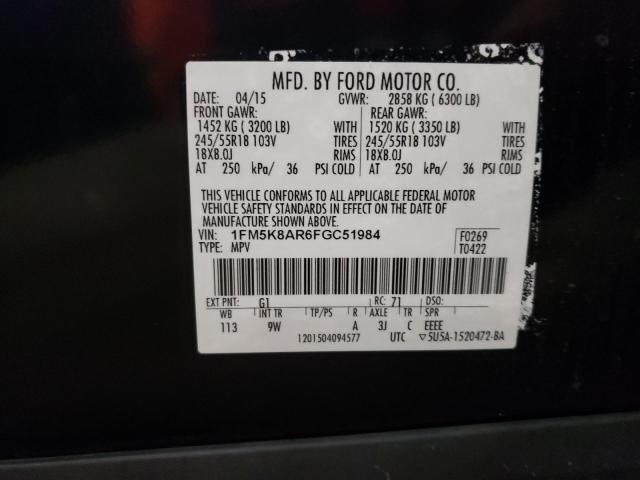 MFD. BY FORD MOTOR CO.
DATE: 04/15 GVWR: 2858 KG ( 6300 LB)
FRONT GAWR: REAR GAWR:
1452 KG ( 3200 LB) WITH 1520 KG ( 3350 LB) WITH
245/55R18 103V TIRES 245/55R18 103V TIRES
18X8.0J RIMS 18X8.0J RIMS
AT 250 kPa/ 36 PSI COLD AT 250 kPa/ 36 PSI COLD
THIS VEHICLE CONFORMS TO ALL APPLICABLE FEDERAL MOTOR
VEHICLE SAFETY STANDARDS IN EFFECT ON THE DATE OF
MANUFACTURE SHOWN ABOVE.
VIN: 1FM5K8AR6FGC51984 F0269
TYPE: MPV T0422
EXT PNT: G1 RC: 71 DSO:
WB INT TR TP/PS R AXLE TR SPR
113 9W A 3J C EEEE
1201504094577 UTC ▽5U5A-1520472-BA